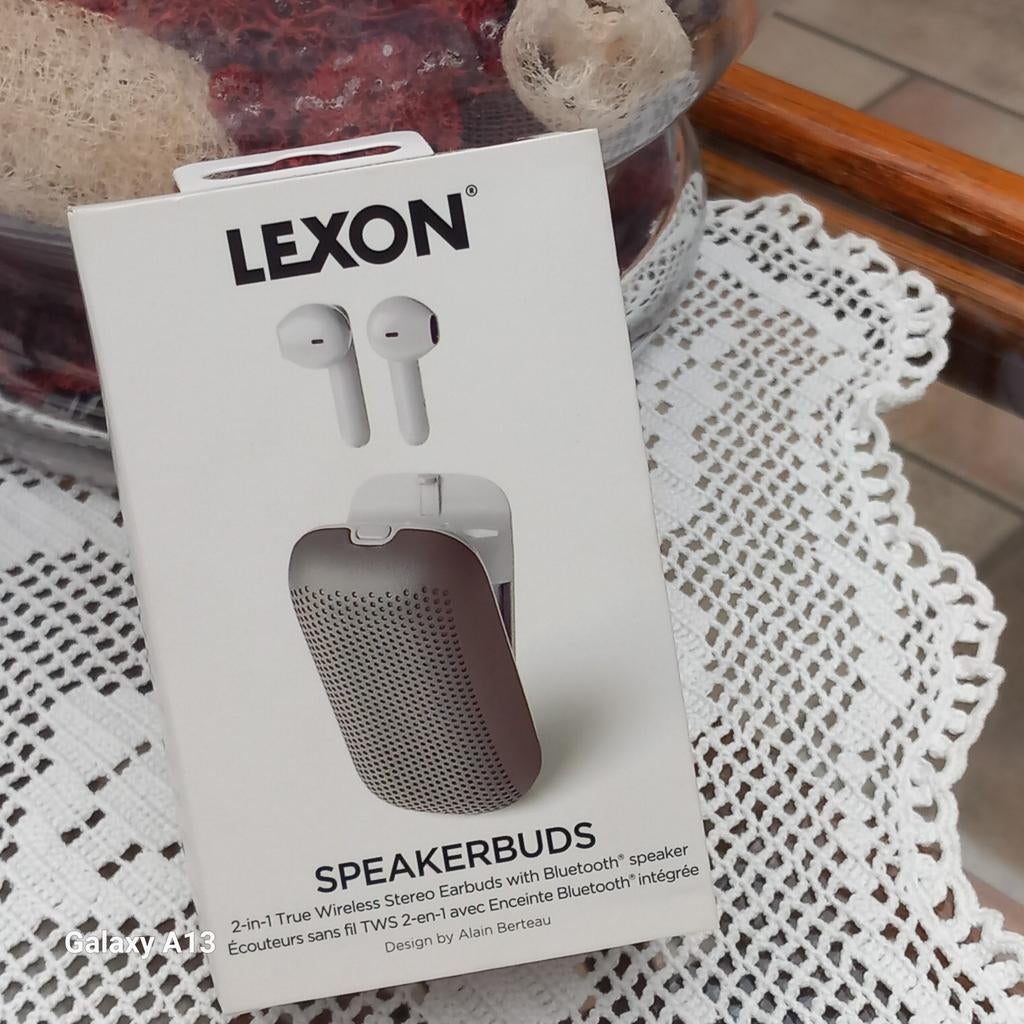 LEXON®
SPEAKERBUDS
2-in-1 True Wireless Stereo Earbuds with Bluetooth® speaker
Écouteurs sans fil TWS 2-en-1 avec Enceinte Bluetooth® intégrée
Design by Alain Berteau
Galaxy A13